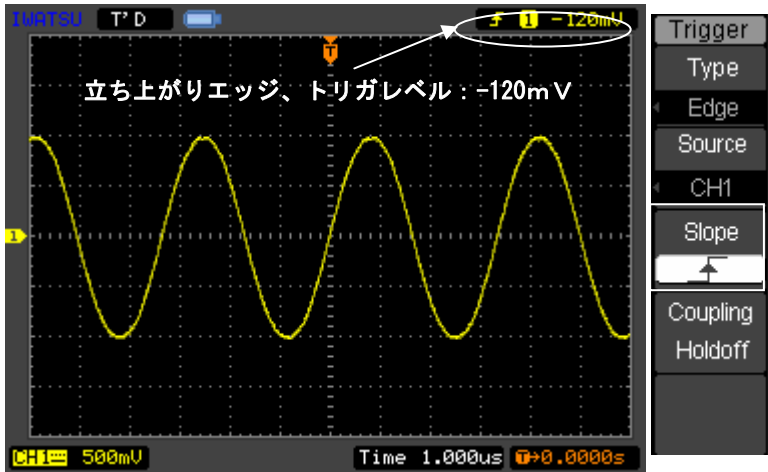 IWATSU T'D ƒ 1 -120mV
T
立ち上がりエッジ、トリガレベル：-120mV
1
CH1 500mV Time 1.000us T→0.0000s
Trigger
Type
Edge
Source
CH1
Slope
Coupling
Holdoff